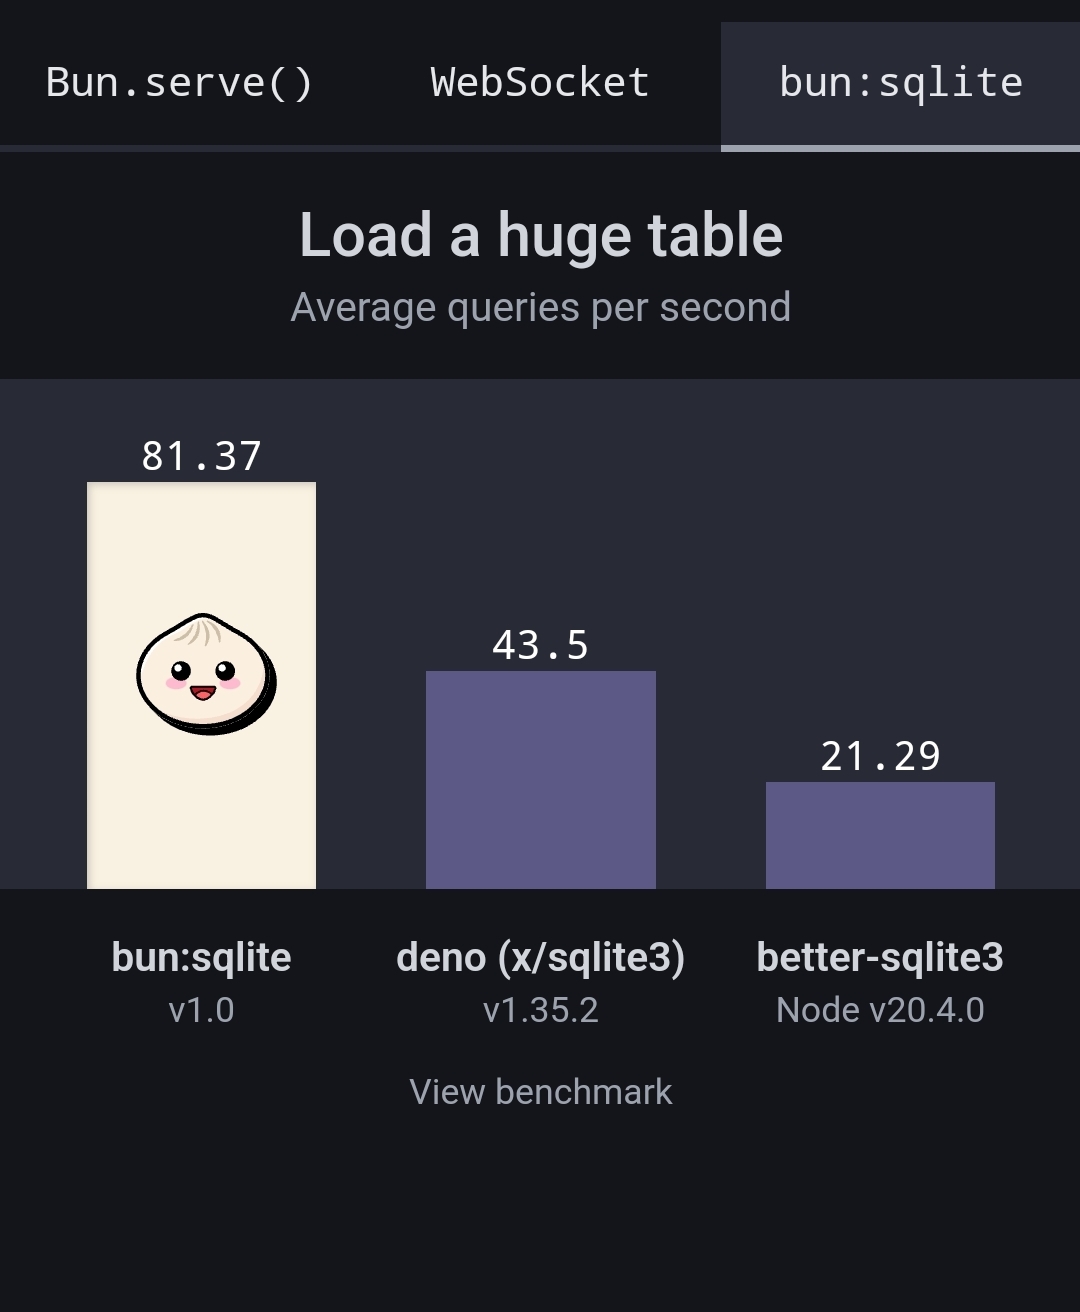 Bun.serve() WebSocket bun:sqlite
Load a huge table
Average queries per second
81.37
43.5
21.29
bun:sqlite deno (x/sqlite3) better-sqlite3
v1.0 v1.35.2 Node v20.4.0
View benchmark